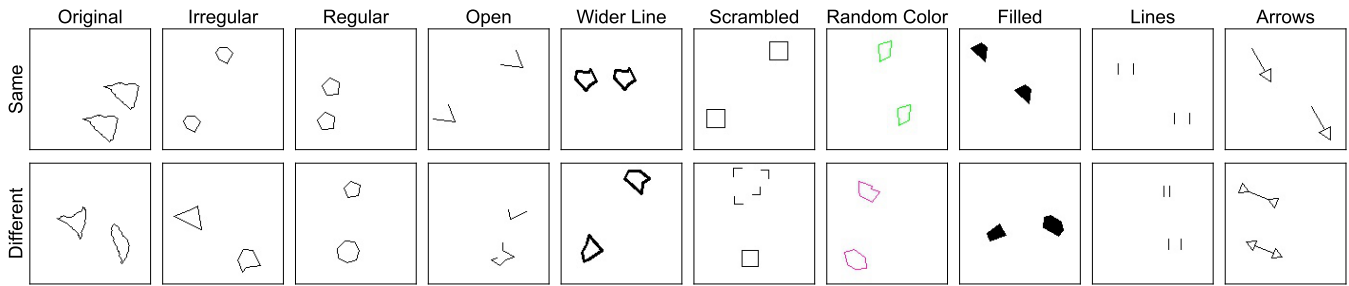 Original Irregular Regular Open Wider Line Scrambled Random Color Filled Lines Arrows
Same
Different